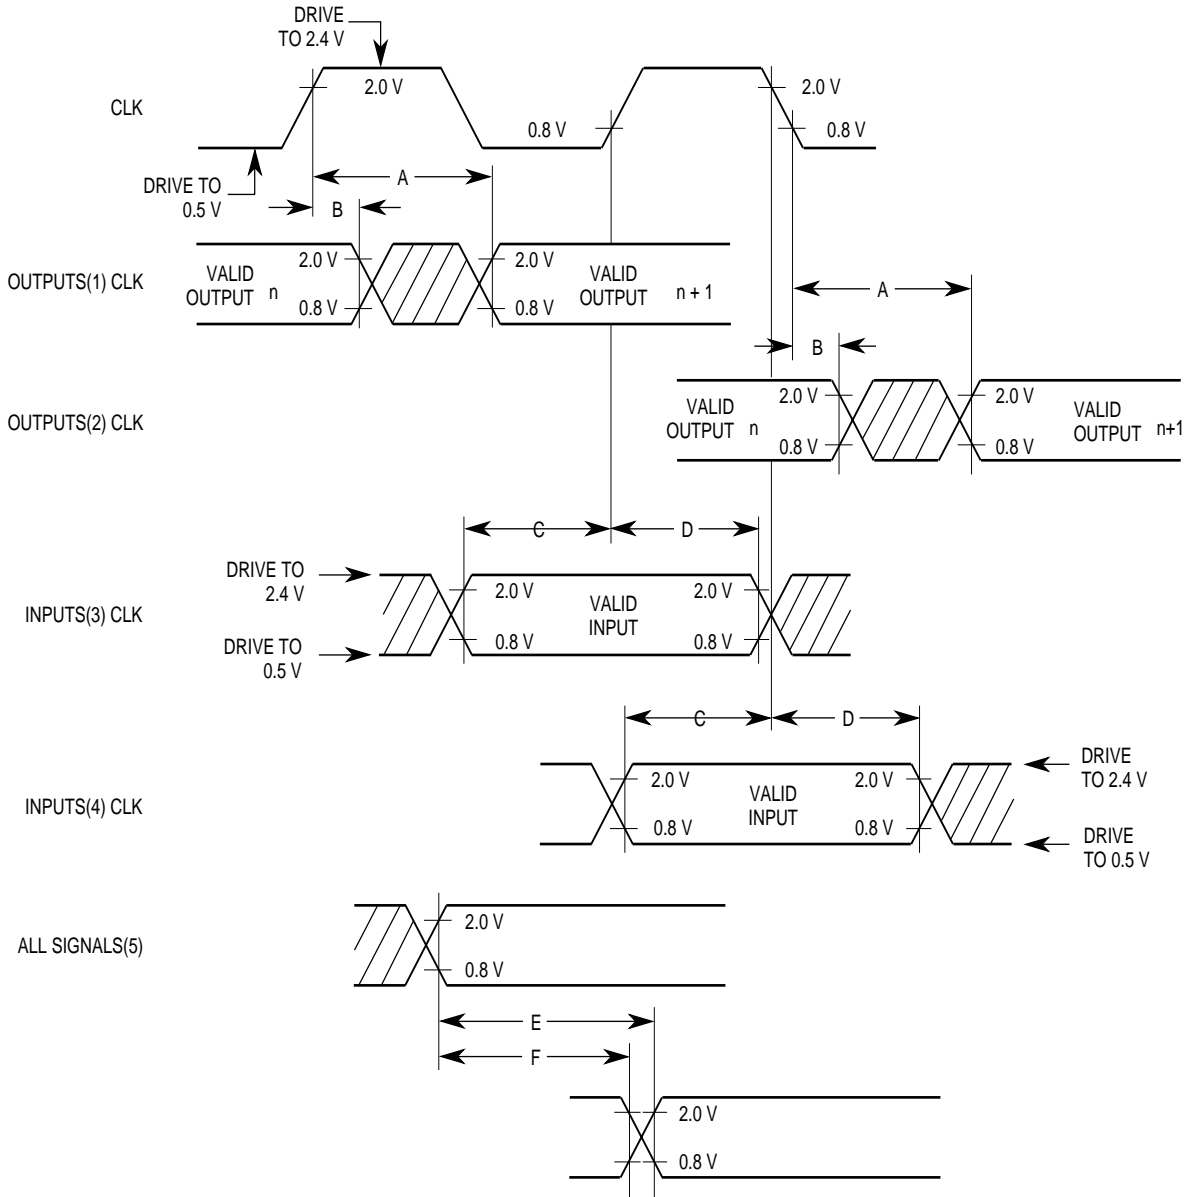 DRIVE
TO 2.4 V
2.0 V
2.0 V
CLK
0.8 V
0.8 V
DRIVE TO
0.5 V
A
B
OUTPUTS(1) CLK
VALID
OUTPUT n
2.0 V
0.8 V
2.0 V
0.8 V
VALID
OUTPUT n + 1
A
B
OUTPUTS(2) CLK
VALID
OUTPUT n
2.0 V
0.8 V
2.0 V
0.8 V
VALID
OUTPUT n+1
C
D
INPUTS(3) CLK
DRIVE TO
2.4 V
DRIVE TO
0.5 V
2.0 V
0.8 V
VALID
INPUT
2.0 V
0.8 V
C
D
INPUTS(4) CLK
2.0 V
0.8 V
VALID
INPUT
2.0 V
0.8 V
DRIVE
TO 2.4 V
DRIVE
TO 0.5 V
ALL SIGNALS(5)
2.0 V
0.8 V
E
F
2.0 V
0.8 V